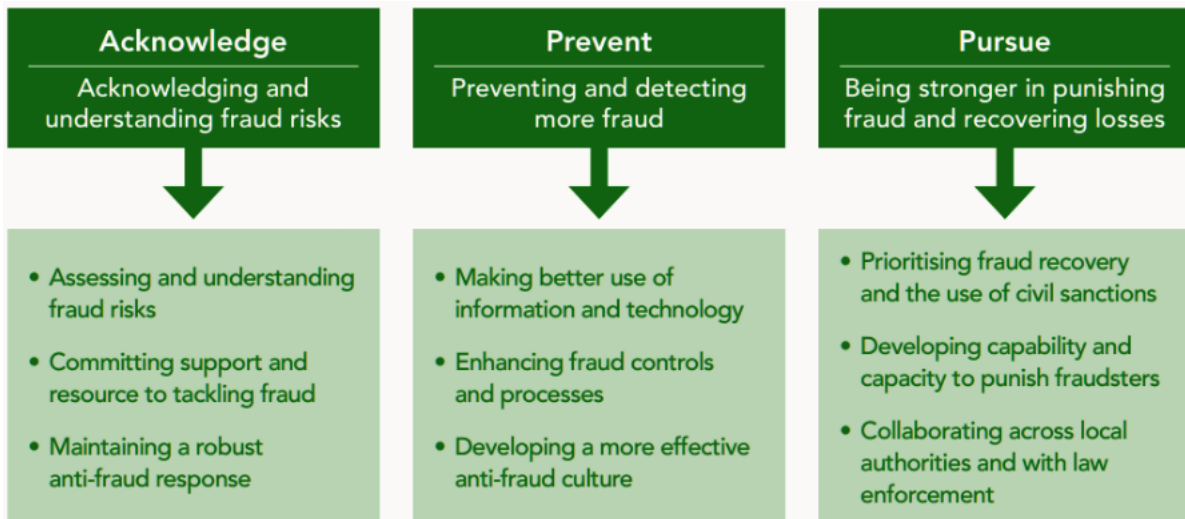 Acknowledge
Acknowledging and
understanding fraud risks
• Assessing and understanding
fraud risks
• Committing support and
resource to tackling fraud
• Maintaining a robust
anti-fraud response
Prevent
Preventing and detecting
more fraud
• Making better use of
information and technology
• Enhancing fraud controls
and processes
• Developing a more effective
anti-fraud culture
Pursue
Being stronger in punishing
fraud and recovering losses
• Prioritising fraud recovery
and the use of civil sanctions
• Developing capability and
capacity to punish fraudsters
• Collaborating across local
authorities and with law
enforcement